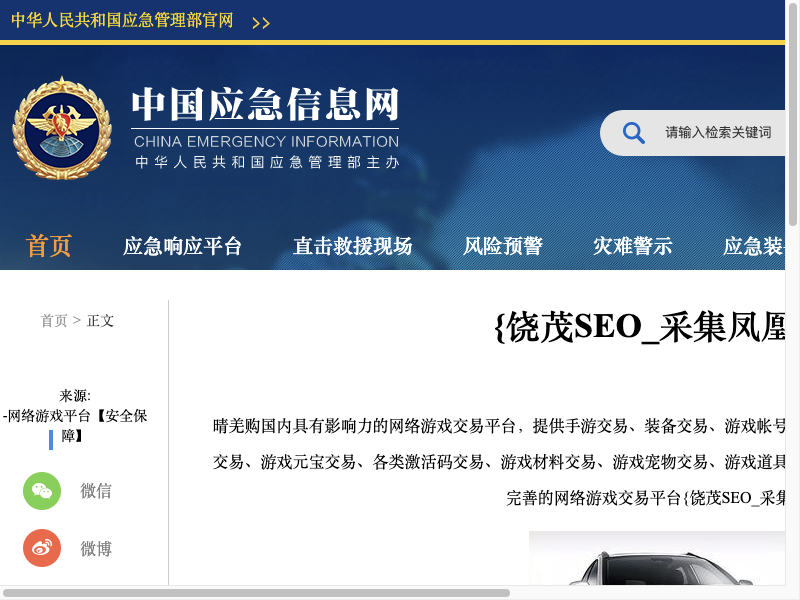 中华人民共和国应急管理部官网 >>
中国应急信息网
CHINA EMERGENCY INFORMATION
中华人民共和国应急管理部主办
请输入检索关键词
首页 应急响应平台 直击救援现场 风险预警 灾难警示 应急装
首页 > 正文
{饶茂SEO_采集凤凰
来源:
-网络游戏平台【安全保
障】
晴羌购国内具有影响力的网络游戏交易平台，提供手游交易、装备交易、游戏帐号
交易、游戏元宝交易、各类激活码交易、游戏材料交易、游戏宠物交易、游戏道具
完善的网络游戏交易平台{饶茂SEO_采集
微信
微博